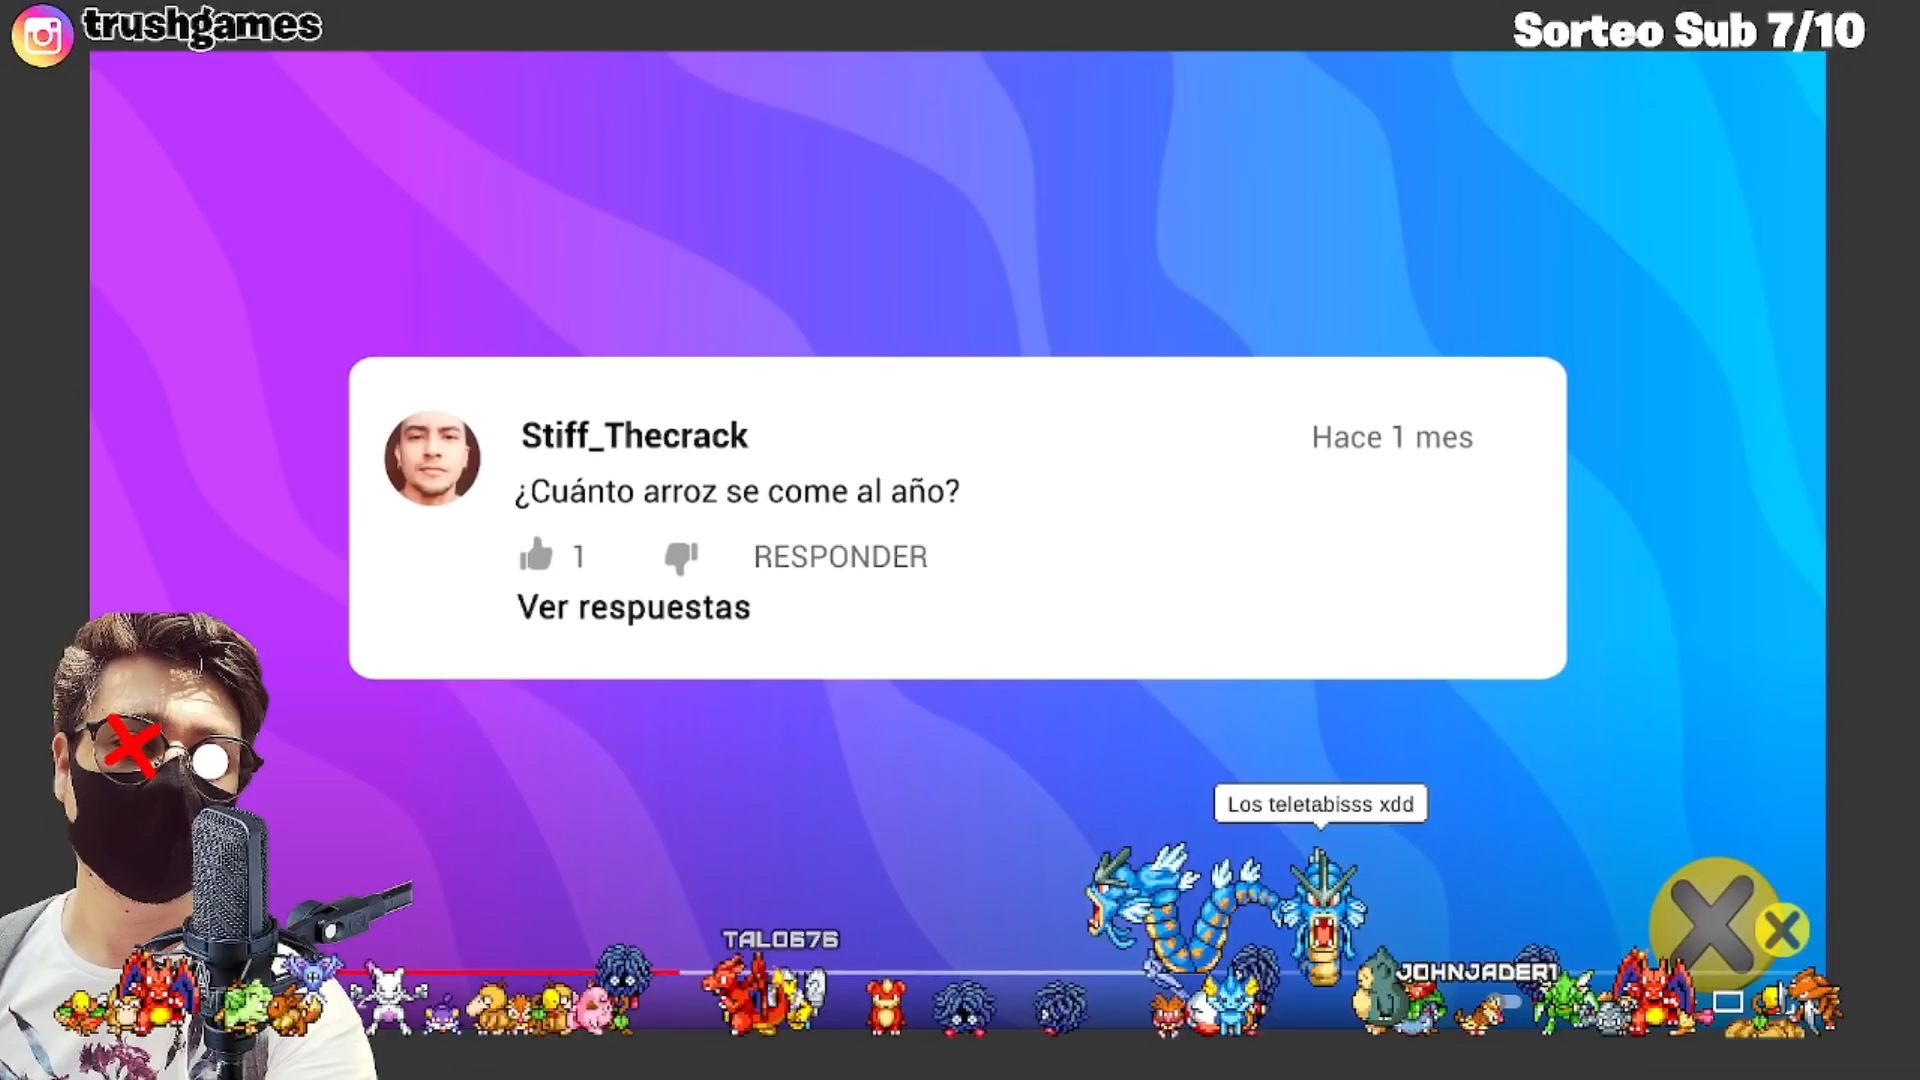 trushgames
Sorteo Sub 7/10
Stiff_Thecrack
Hace 1 mes
¿Cuánto arroz se come al año?
1
RESPONDER
Ver respuestas
Los teletabisss xdd
TALO676
JOHNJADER1